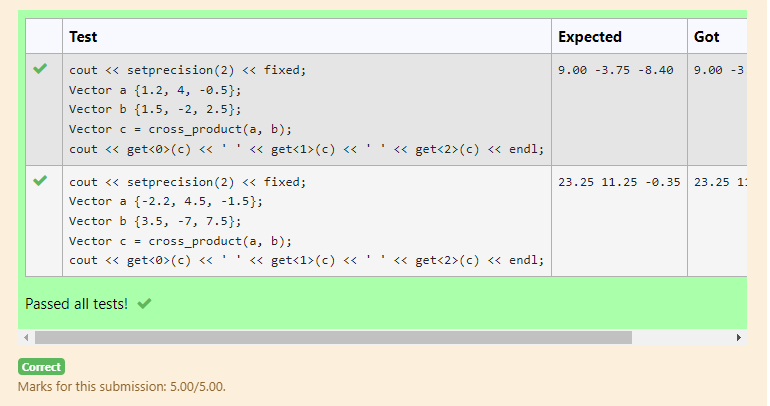 Test Expected Got
cout << setprecision(2) << fixed; 9.00 -3.75 -8.40 9.00 -3
Vector a {1.2, 4, -0.5};
Vector b {1.5, -2, 2.5};
Vector c = cross_product(a, b);
cout << get<0>(c) << ' ' << get<1>(c) << ' ' << get<2>(c) << endl;
cout << setprecision(2) << fixed; 23.25 11.25 -0.35 23.25 11
Vector a {-2.2, 4.5, -1.5};
Vector b {3.5, -7, 7.5};
Vector c = cross_product(a, b);
cout << get<0>(c) << ' ' << get<1>(c) << ' ' << get<2>(c) << endl;
Passed all tests!
Correct
Marks for this submission: 5.00/5.00.